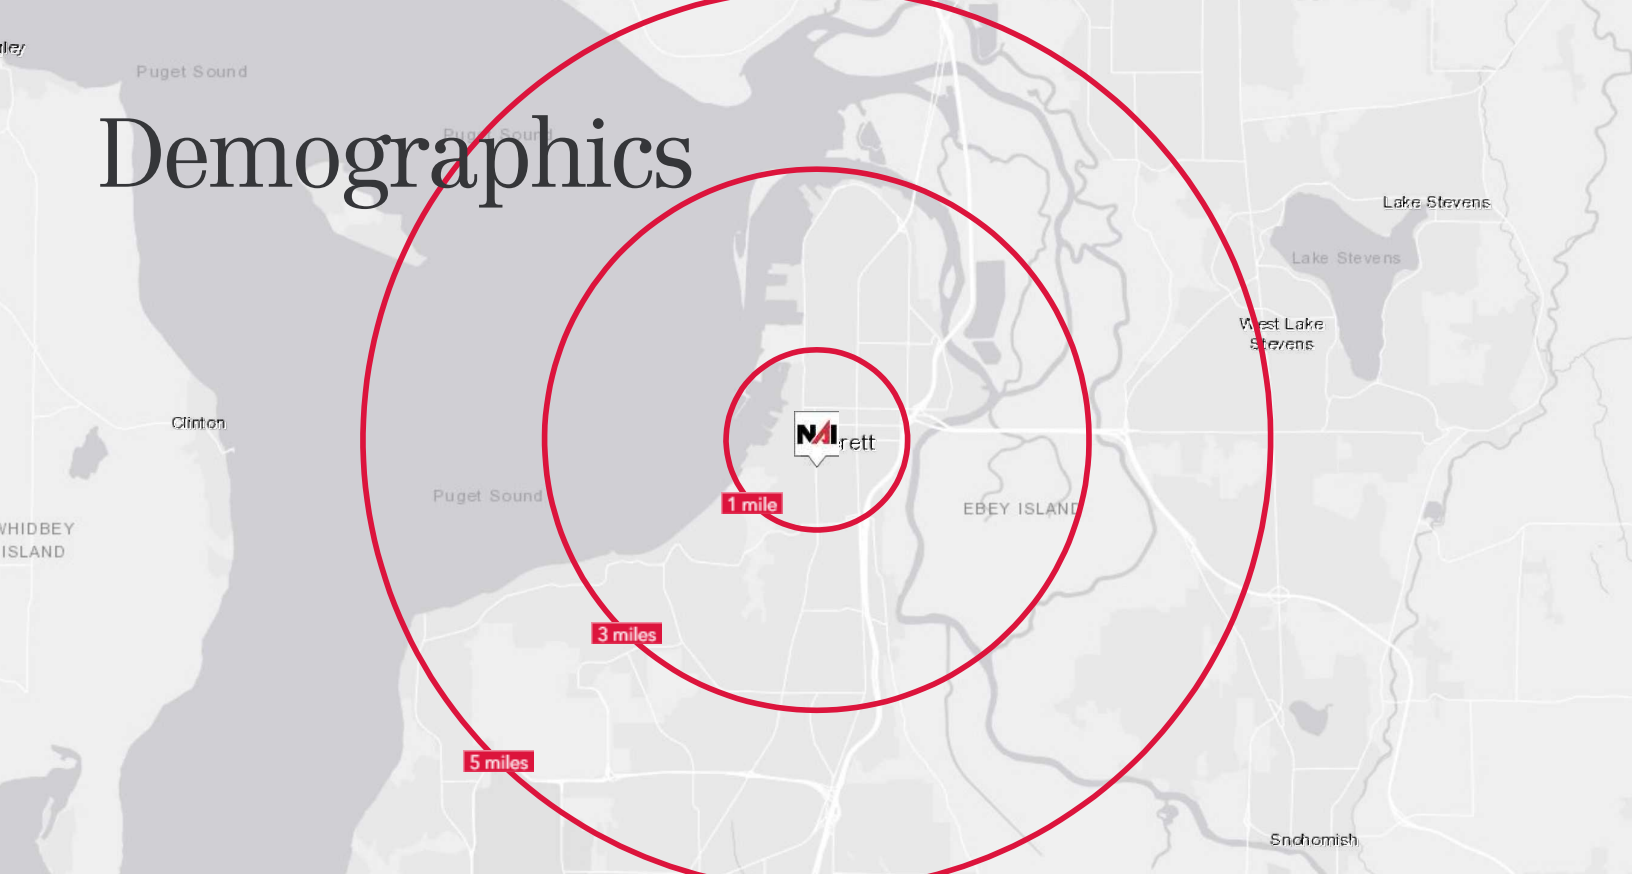 Puget Sound
Demographics
Puget Sound
Lake Stevens
Lake Stevens
West Lake
Stevens
Clinton
NAI
rett
Puget Sound
1 mile
EBEY ISLAND
WHIDBEY
ISLAND
3 miles
5 miles
Snohomish